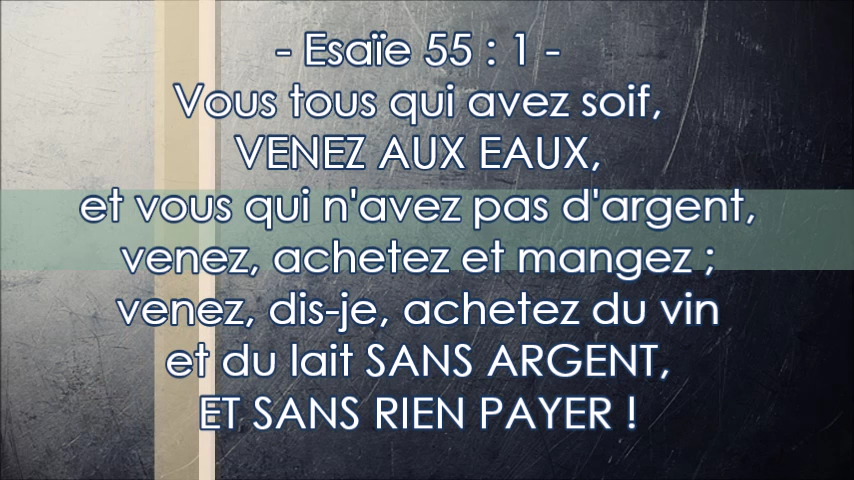 - Esaïe 55 : 1 -
Vous tous qui avez soif,
VENEZ AUX EAUX,
et vous qui n'avez pas d'argent,
venez, achetez et mangez ;
venez, dis-je, achetez du vin
et du lait SANS ARGENT,
ET SANS RIEN PAYER !